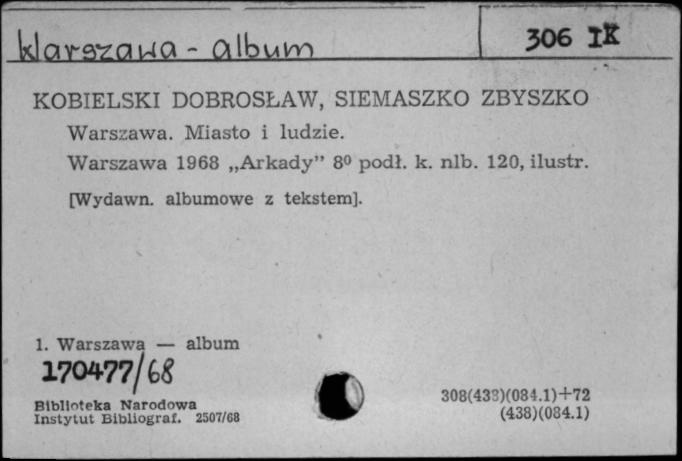 Warszawa - album
306 IK
KOBIELSKI DOBROSŁAW, SIEMASZKO ZBYSZKO
Warszawa. Miasto i ludzie.
Warszawa 1968 „Arkady” 8⁰ podł. k. nlb. 120, ilustr.
[Wydawn. albumowe z tekstem].
1. Warszawa — album
170477/68
Biblioteka Narodowa
Instytut Bibliograf. 2507/68
308(438)(084.1)+72
(438)(084.1)